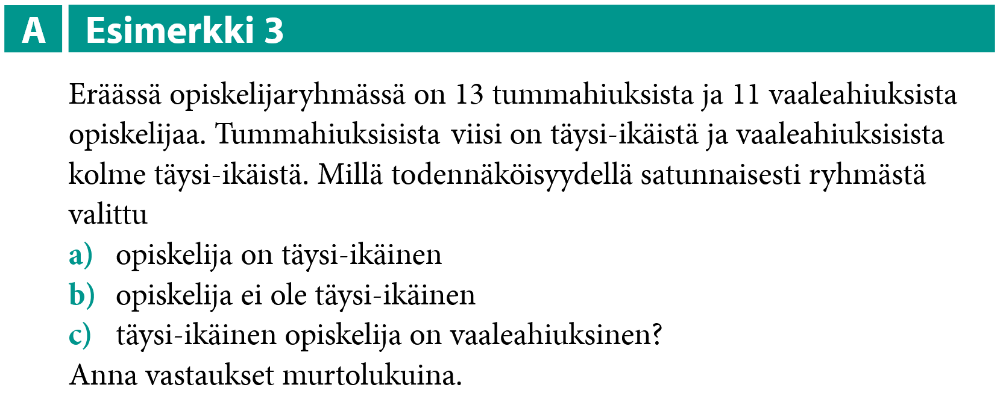 A Esimerkki 3
Eräässä opiskelijaryhmässä on 13 tummahiuksista ja 11 vaaleahiuksista
opiskelijaa. Tummahiuksisista viisi on täysi-ikäistä ja vaaleahiuksisista
kolme täysi-ikäistä. Millä todennäköisyydellä satunnaisesti ryhmästä
valittu
a) opiskelija on täysi-ikäinen
b) opiskelija ei ole täysi-ikäinen
c) täysi-ikäinen opiskelija on vaaleahiuksinen?
Anna vastaukset murtolukuina.